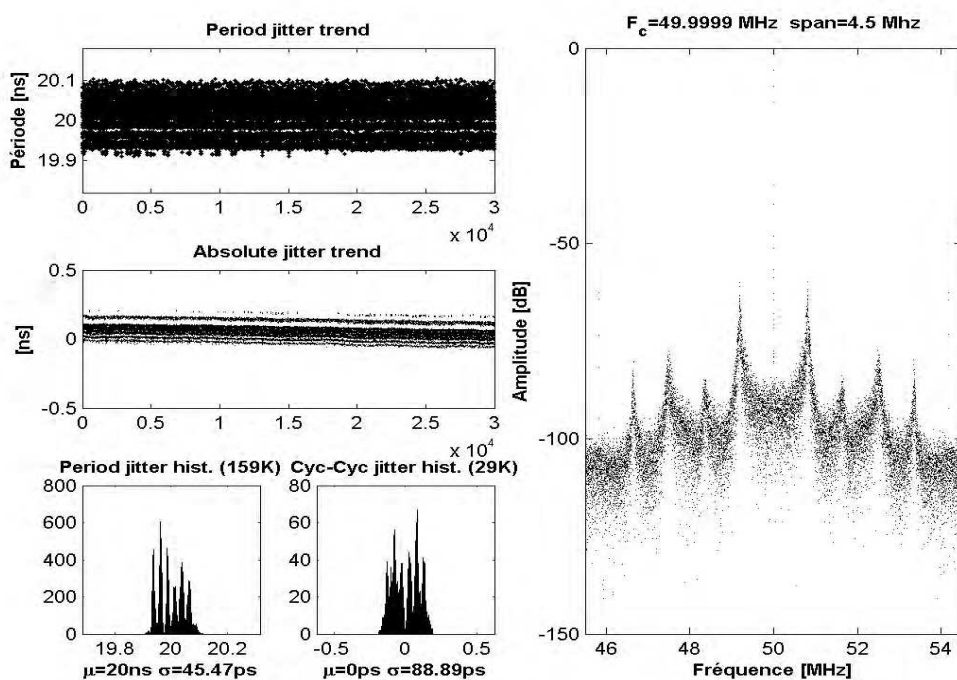 Period jitter trend
Période [ns]
20.1
20
19.9
0 0.5 1 1.5 2 2.5 3
x 10^4
Absolute jitter trend
[ns]
0.5
0
-0.5
0 0.5 1 1.5 2 2.5 3
x 10^4
Period jitter hist. (159K)
800
600
400
200
0
19.8 20 20.2
μ=20ns σ=45.47ps
Cyc-Cyc jitter hist. (29K)
80
60
40
20
0
-0.5 0 0.5
μ=0ps σ=88.89ps
F_c=49.9999 MHz span=4.5 Mhz
Amplitude [dB]
0
-50
-100
-150
46 48 50 52 54
Fréquence [MHz]